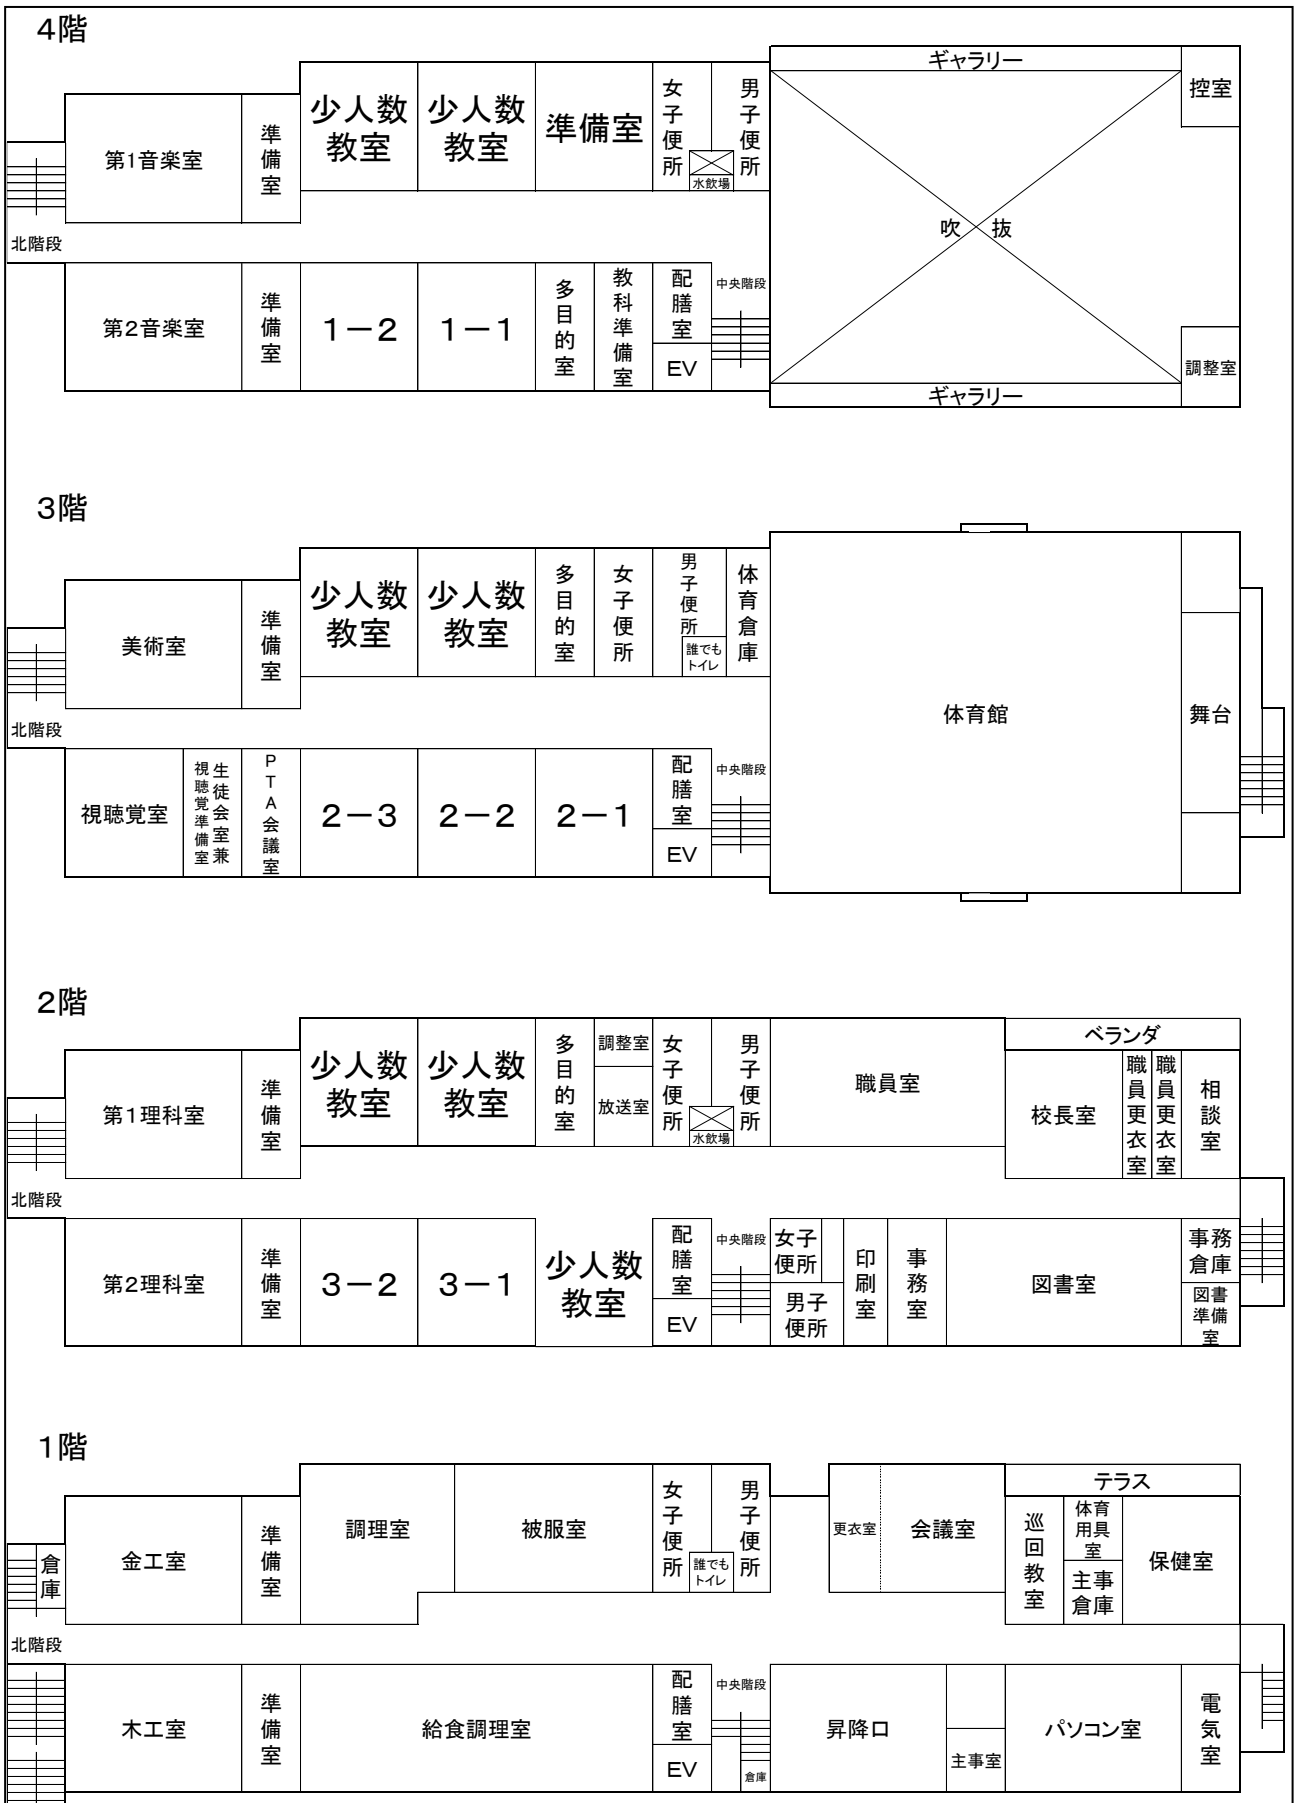 4階
ギャラリー
控室
第1音楽室
準備室
少人数
教室
少人数
教室
準備室
女子便所
男子便所
水飲場
吹
抜
北階段
第2音楽室
準備室
1－2
1－1
多目的室
教科準備室
配膳室
EV
中央階段
調整室
ギャラリー
3階
美術室
準備室
少人数
教室
少人数
教室
多目的室
女子便所
男子便所
誰でも
トイレ
体育倉庫
体育館
舞台
北階段
視聴覚室
生徒会室兼
視聴覚準備室
PTA会議室
2－3
2－2
2－1
配膳室
EV
中央階段
2階
第1理科室
準備室
少人数
教室
少人数
教室
多目的室
調整室
放送室
女子便所
男子便所
水飲場
職員室
ベランダ
校長室
職員更衣室
職員更衣室
相談室
北階段
第2理科室
準備室
3－2
3－1
少人数
教室
配膳室
EV
中央階段
女子
便所
男子
便所
印刷室
事務室
図書室
事務
倉庫
図書
準備
室
1階
倉庫
金工室
準備室
調理室
被服室
女子便所
男子便所
誰でも
トイレ
更衣室
会議室
テラス
巡回教室
体育
用具
室
主事
倉庫
保健室
北階段
木工室
準備室
給食調理室
配膳室
EV
中央階段
倉庫
昇降口
主事室
パソコン室
電気室